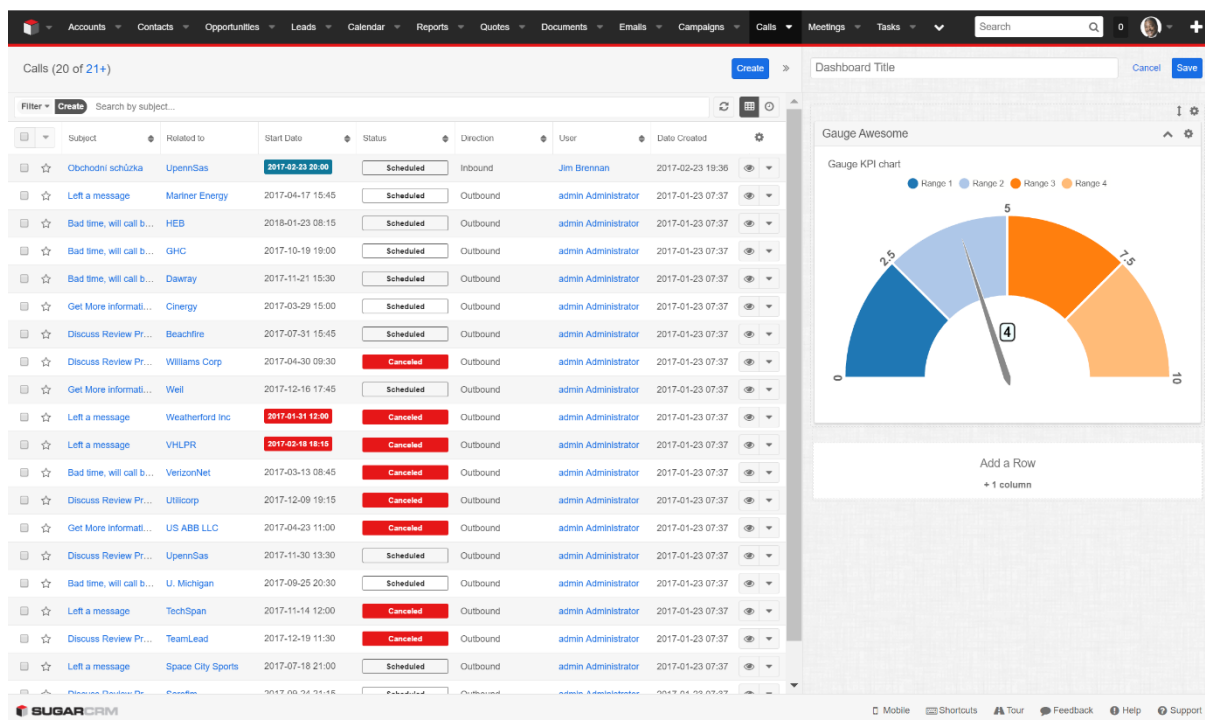 Accounts Contacts Opportunities Leads Calendar Reports Quotes Documents Emails Campaigns Calls Meetings Tasks Search 0
Calls (20 of 21+) Create
Dashboard Title Cancel Save
Filter Create Search by subject...
Subject Related to Start Date Status Direction User Date Created
Obchodní schůzka UpennSas 2017-02-23 20:00 Scheduled Inbound Jim Brennan 2017-02-23 19:36
Left a message Mariner Energy 2017-04-17 15:45 Scheduled Outbound admin Administrator 2017-01-23 07:37
Bad time, will call b... HEB 2018-01-23 08:15 Scheduled Outbound admin Administrator 2017-01-23 07:37
Bad time, will call b... GHC 2017-10-19 19:00 Scheduled Outbound admin Administrator 2017-01-23 07:37
Bad time, will call b... Dawray 2017-11-21 15:30 Scheduled Outbound admin Administrator 2017-01-23 07:37
Get More informati... Cinergy 2017-03-29 15:00 Scheduled Outbound admin Administrator 2017-01-23 07:37
Discuss Review Pr... Beachfire 2017-07-31 15:45 Scheduled Outbound admin Administrator 2017-01-23 07:37
Discuss Review Pr... Williams Corp 2017-04-30 09:30 Canceled Outbound admin Administrator 2017-01-23 07:37
Get More informati... Weil 2017-12-16 17:45 Scheduled Outbound admin Administrator 2017-01-23 07:37
Left a message Weatherford Inc 2017-01-31 12:00 Canceled Outbound admin Administrator 2017-01-23 07:37
Left a message VHLPR 2017-02-18 18:15 Canceled Outbound admin Administrator 2017-01-23 07:37
Bad time, will call b... VerizonNet 2017-03-13 08:45 Canceled Outbound admin Administrator 2017-01-23 07:37
Discuss Review Pr... Utilicorp 2017-12-09 19:15 Canceled Outbound admin Administrator 2017-01-23 07:37
Get More informati... US ABB LLC 2017-04-23 11:00 Canceled Outbound admin Administrator 2017-01-23 07:37
Discuss Review Pr... UpennSas 2017-11-30 13:30 Scheduled Outbound admin Administrator 2017-01-23 07:37
Bad time, will call b... U. Michigan 2017-09-25 20:30 Scheduled Outbound admin Administrator 2017-01-23 07:37
Left a message TechSpan 2017-11-14 12:00 Canceled Outbound admin Administrator 2017-01-23 07:37
Discuss Review Pr... TeamLead 2017-12-19 11:30 Canceled Outbound admin Administrator 2017-01-23 07:37
Left a message Space City Sports 2017-07-18 21:00 Scheduled Outbound admin Administrator 2017-01-23 07:37
Gauge Awesome
Gauge KPI chart
Range 1 Range 2 Range 3 Range 4
0 2.5 5 7.5 10
4
Add a Row
+ 1 column
SUGARCRM Mobile Shortcuts Tour Feedback Help Support